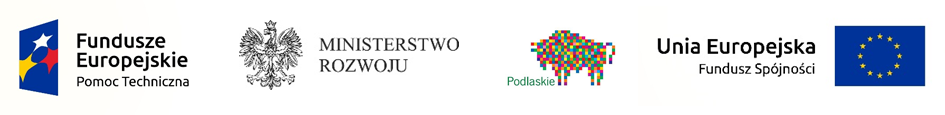 Fundusze
Europejskie
Pomoc Techniczna
MINISTERSTWO
ROZWOJU
Podlaskie
Unia Europejska
Fundusz Spójności